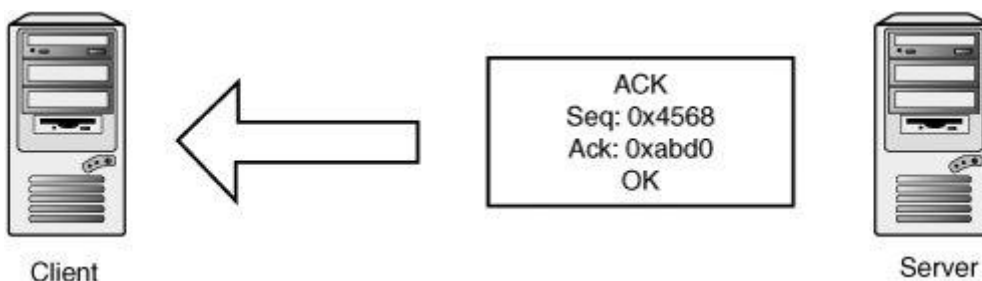 ACK
Seq: 0x4568
Ack: 0xabd0
OK
Client
Server